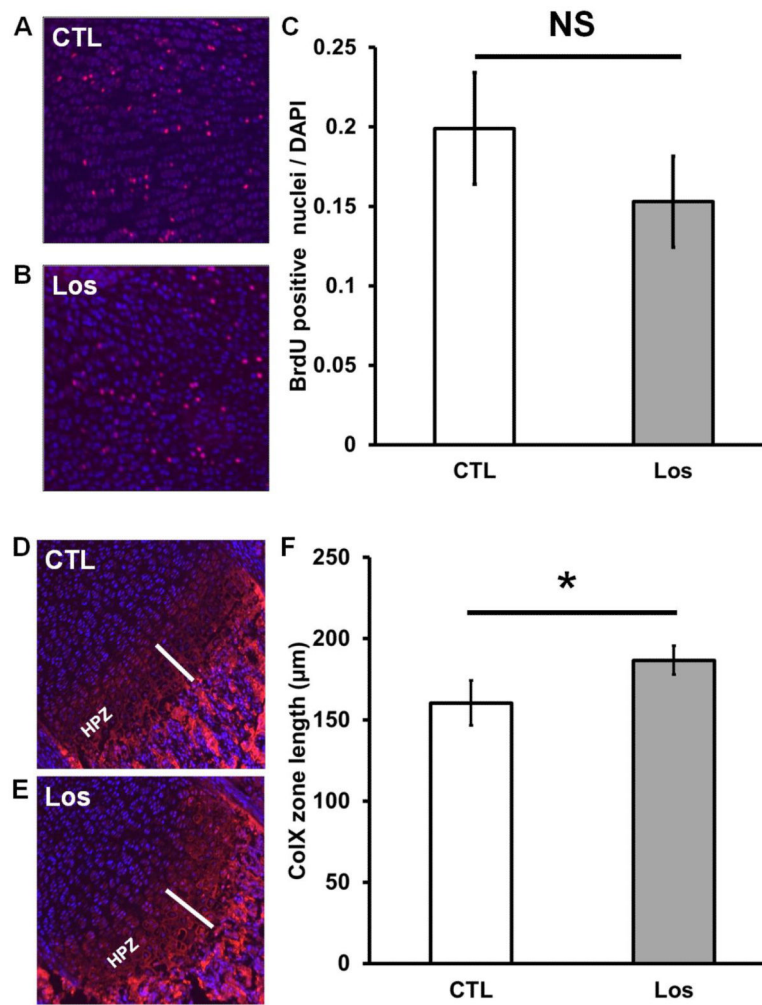 A
CTL
B
Los
C
NS
BrdU positive nuclei / DAPI
0.25
0.2
0.15
0.1
0.05
0
CTL
Los
D
CTL
HPZ
E
Los
HPZ
F
*
ColX zone length (µm)
250
200
150
100
50
0
CTL
Los